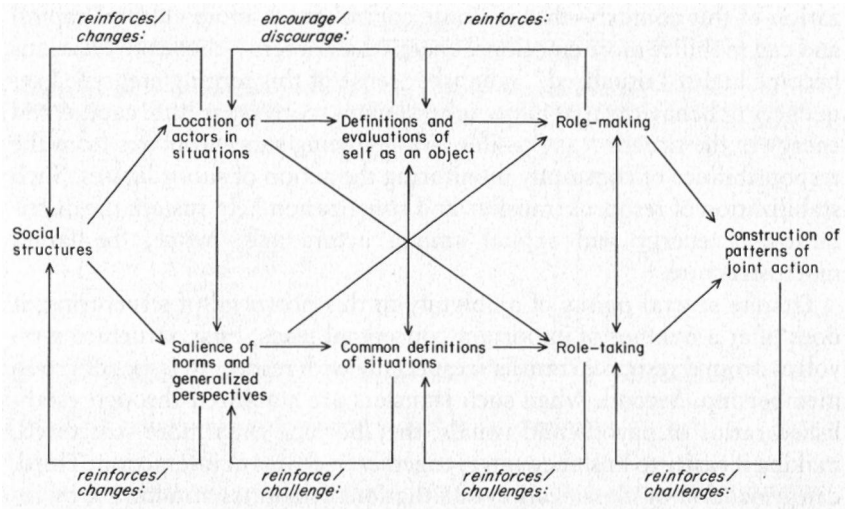 reinforces/
changes:
encourage/
discourage:
reinforces:
Location of
actors in
situations
Definitions and
evaluations of
self as an object
Role-making
Social
structures
Construction of
patterns of
joint action
Salience of
norms and
generalized
perspectives
Common definitions
of situations
Role-taking
reinforces/
changes:
reinforce/
challenge:
reinforces/
challenges:
reinforces/
challenges: